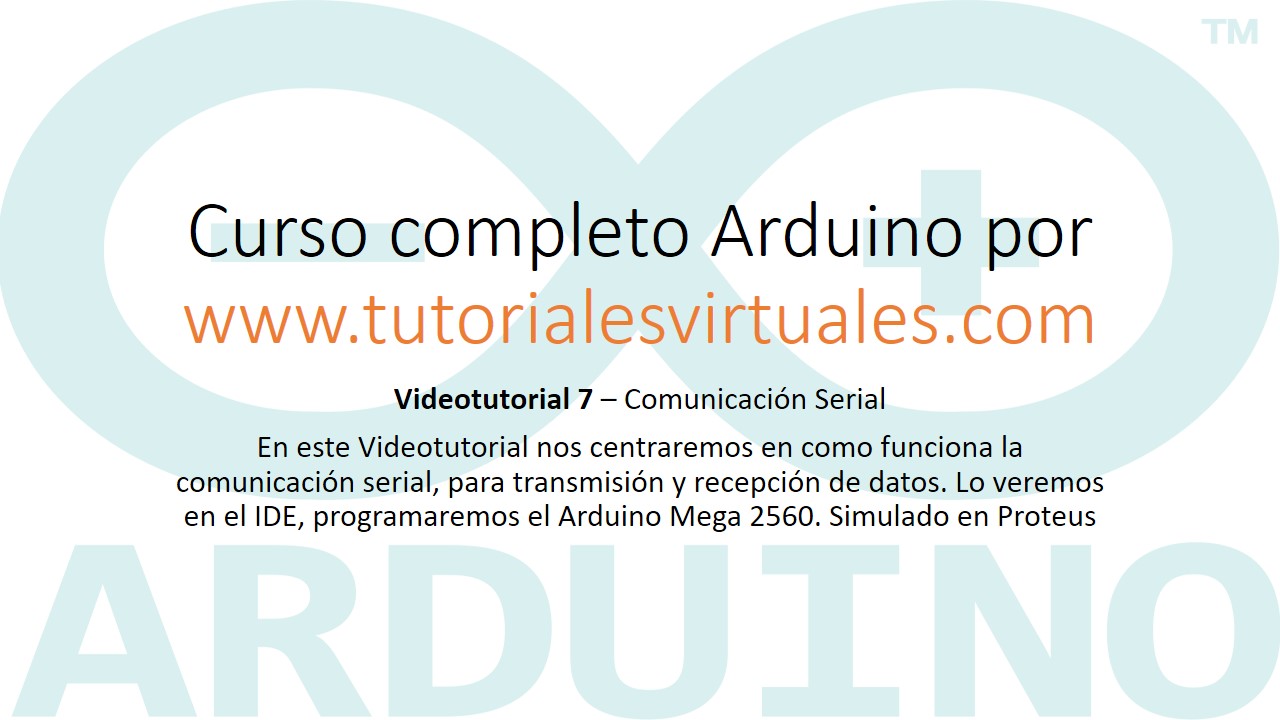 TM
Curso completo Arduino por
www.tutorialesvirtuales.com
Videotutorial 7 – Comunicación Serial
En este Videotutorial nos centraremos en como funciona la
comunicación serial, para transmisión y recepción de datos. Lo veremos
en el IDE, programaremos el Arduino Mega 2560. Simulado en Proteus
ARDUINO